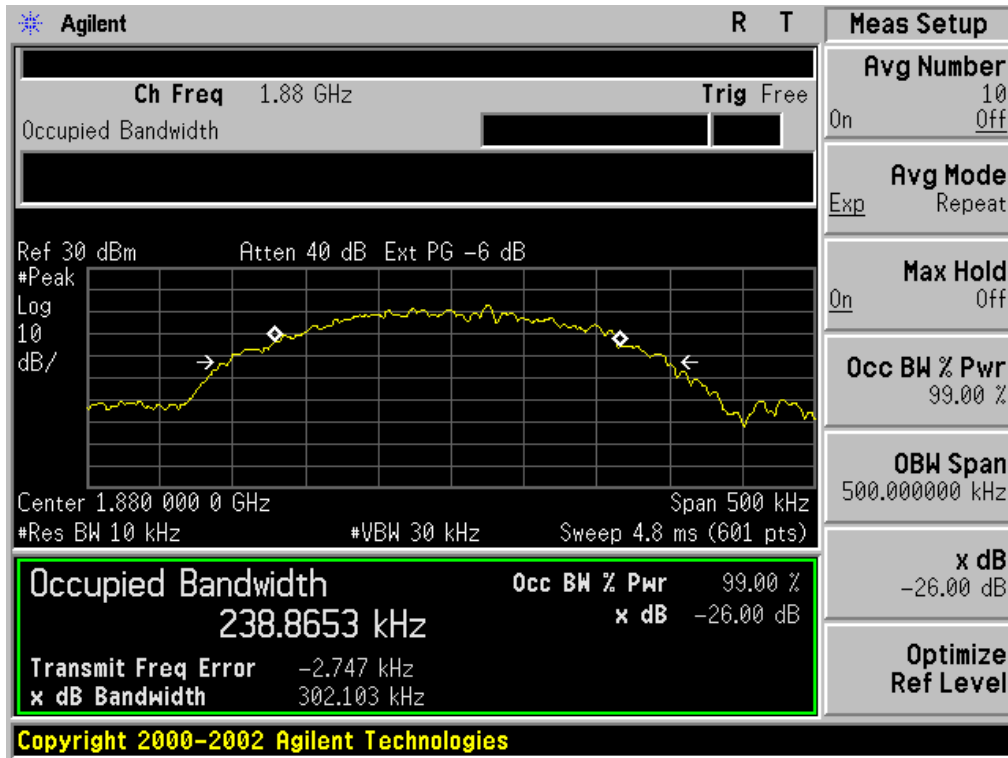 Agilent R T
Ch Freq 1.88 GHz Trig Free
Occupied Bandwidth
Ref 30 dBm Atten 40 dB Ext PG -6 dB
#Peak
Log
10
dB/
Center 1.880 000 0 GHz Span 500 kHz
#Res BW 10 kHz #VBW 30 kHz Sweep 4.8 ms (601 pts)
Occupied Bandwidth Occ BW % Pwr 99.00 %
238.8653 kHz x dB -26.00 dB
Transmit Freq Error -2.747 kHz
x dB Bandwidth 302.103 kHz
Copyright 2000-2002 Agilent Technologies
Meas Setup
Avg Number
10
On Off
Avg Mode
Exp Repeat
Max Hold
On Off
Occ BW % Pwr
99.00 %
OBW Span
500.000000 kHz
x dB
-26.00 dB
Optimize
Ref Level